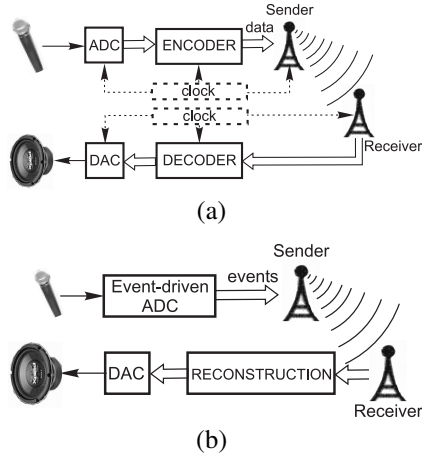 Sender
ADC
ENCODER
data
clock
clock
DAC
DECODER
Receiver
(a)
Sender
Event-driven
ADC
events
DAC
RECONSTRUCTION
Receiver
(b)